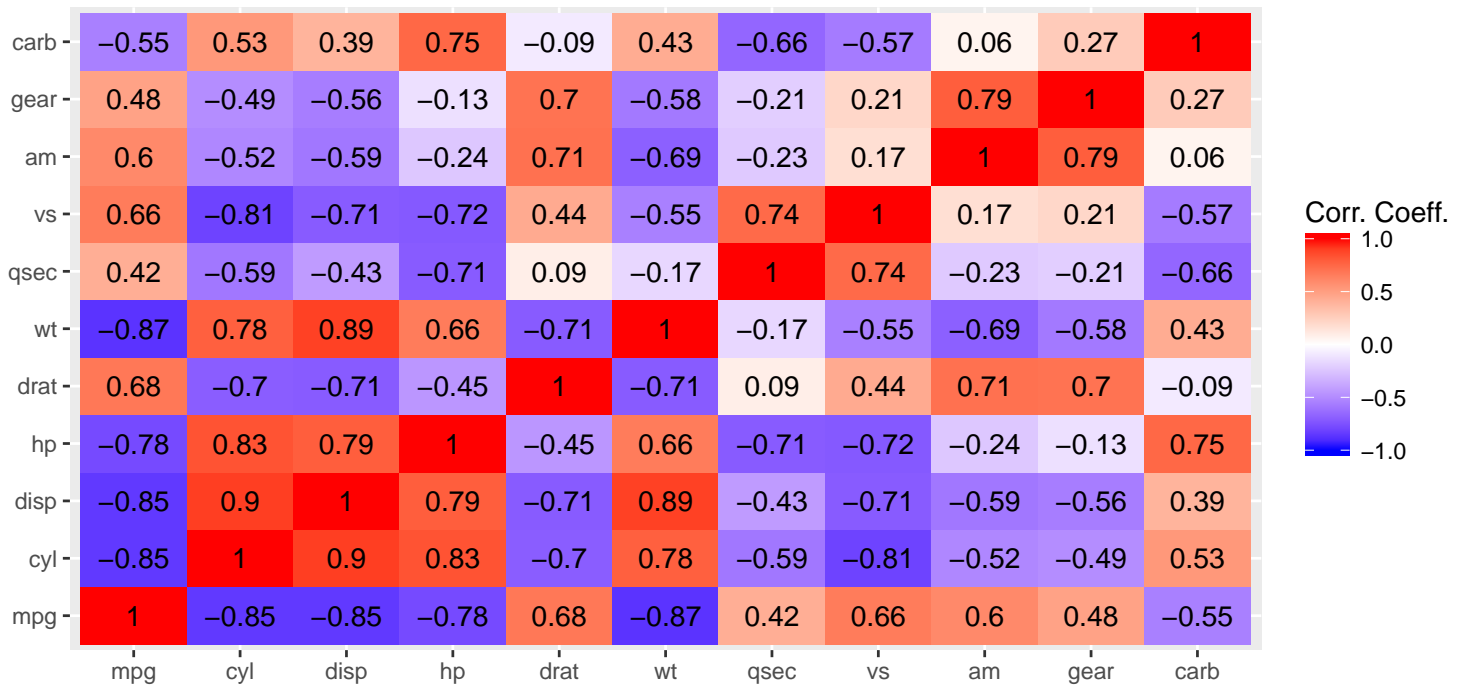 carb −0.55 0.53 0.39 0.75 −0.09 0.43 −0.66 −0.57 0.06 0.27 1
gear 0.48 −0.49 −0.56 −0.13 0.7 −0.58 −0.21 0.21 0.79 1 0.27
am 0.6 −0.52 −0.59 −0.24 0.71 −0.69 −0.23 0.17 1 0.79 0.06
vs 0.66 −0.81 −0.71 −0.72 0.44 −0.55 0.74 1 0.17 0.21 −0.57
qsec 0.42 −0.59 −0.43 −0.71 0.09 −0.17 1 0.74 −0.23 −0.21 −0.66
wt −0.87 0.78 0.89 0.66 −0.71 1 −0.17 −0.55 −0.69 −0.58 0.43
drat 0.68 −0.7 −0.71 −0.45 1 −0.71 0.09 0.44 0.71 0.7 −0.09
hp −0.78 0.83 0.79 1 −0.45 0.66 −0.71 −0.72 −0.24 −0.13 0.75
disp −0.85 0.9 1 0.79 −0.71 0.89 −0.43 −0.71 −0.59 −0.56 0.39
cyl −0.85 1 0.9 0.83 −0.7 0.78 −0.59 −0.81 −0.52 −0.49 0.53
mpg 1 −0.85 −0.85 −0.78 0.68 −0.87 0.42 0.66 0.6 0.48 −0.55
mpg cyl disp hp drat wt qsec vs am gear carb
Corr. Coeff.
1.0
0.5
0.0
−0.5
−1.0